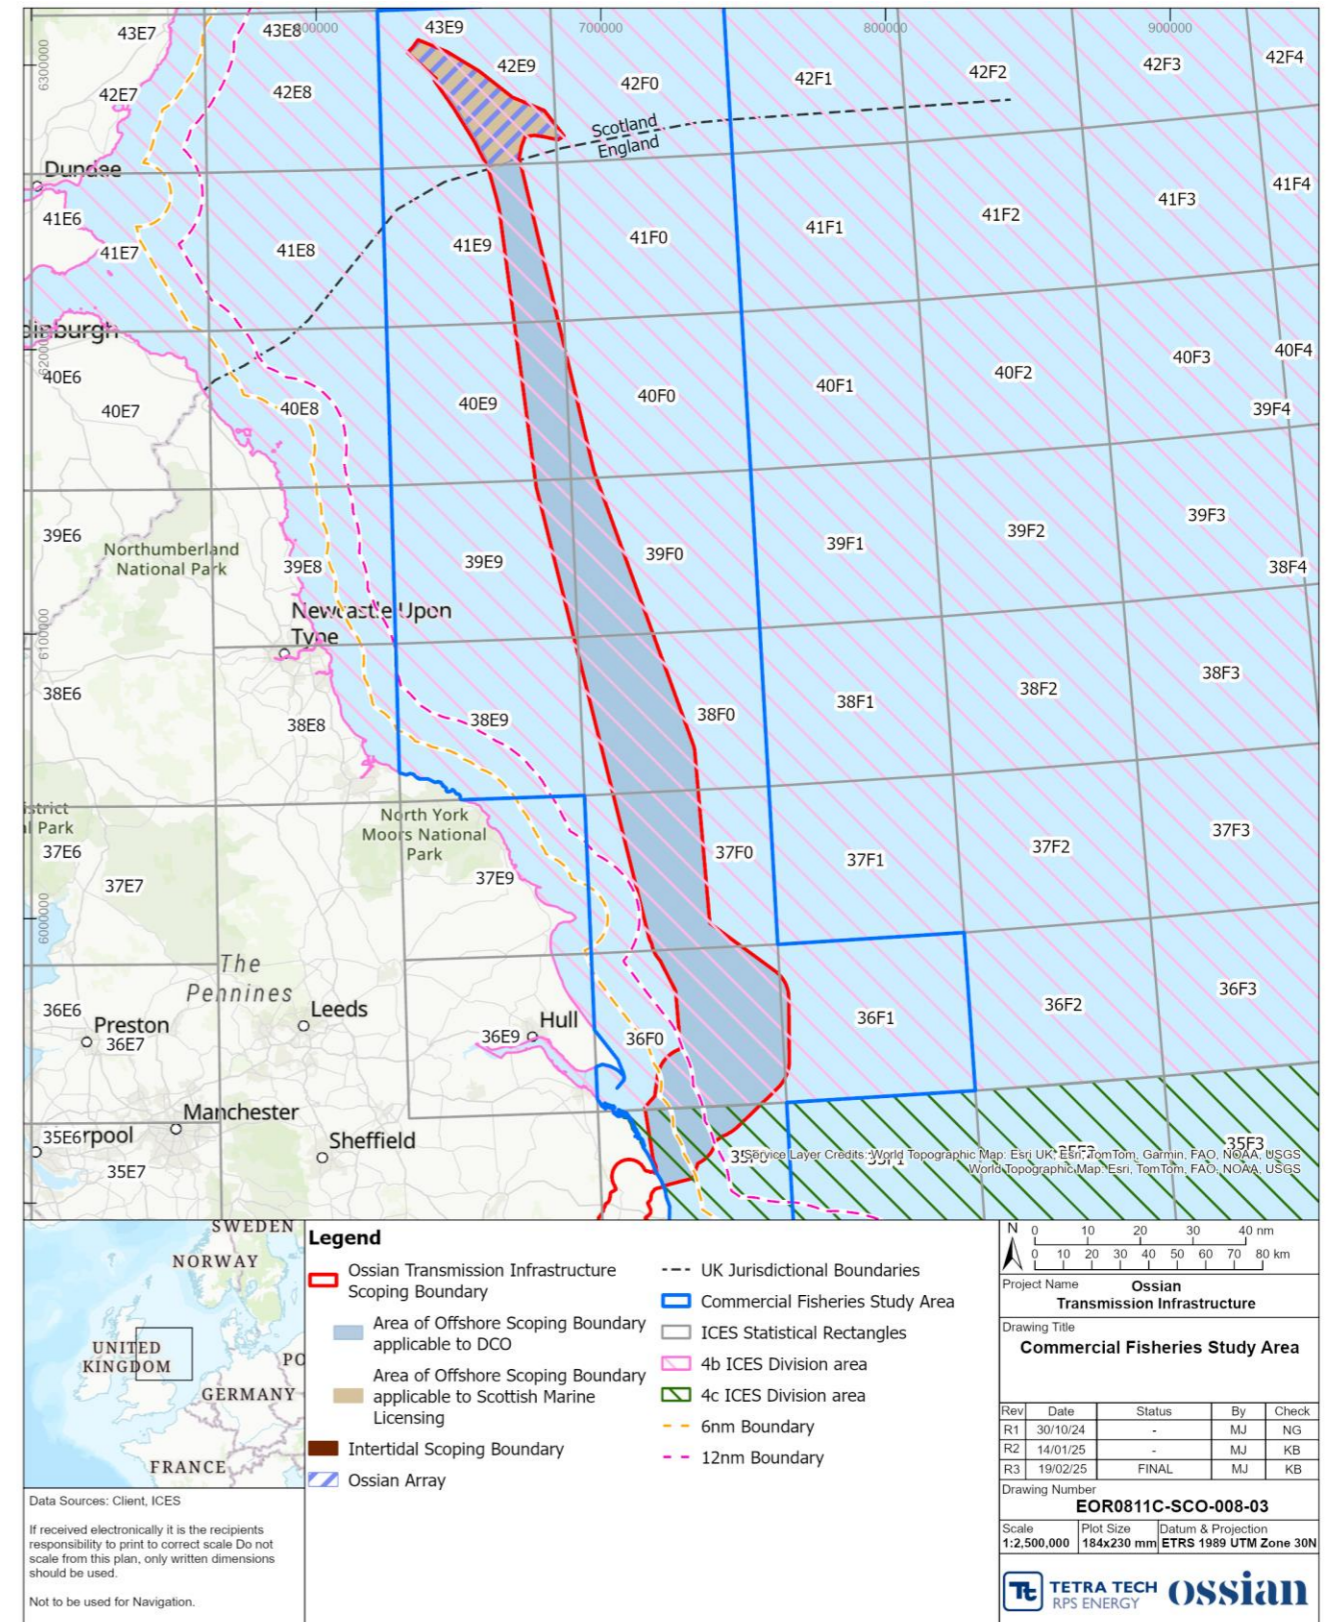 43E7
43E8
600000
43E9
700000
800000
900000
42F4
42E9
42F0
42F1
42F2
42F3
6300000
42E7
42E8
Scotland
England
Dundee
41E6
41E7
41E8
41E9
41F0
41F1
41F2
41F3
41F4
dinburgh
6200000
40E6
40E7
40E8
40E9
40F0
40F1
40F2
40F3
40F4
39F4
39E6
Northumberland
National Park
39E8
39E9
39F0
39F1
39F2
39F3
38F4
Newcastle Upon
Tyne
6100000
38E6
38E8
38E9
38F0
38F1
38F2
38F3
istrict
al Park
North York
Moors National
Park
37E6
37E7
37E9
37F0
37F1
37F2
37F3
6000000
The
Pennines
36E6
Preston
36E7
Leeds
36E9
Hull
36F0
36F1
36F2
36F3
Manchester
35E6
rpool
35E7
Sheffield
35F0
35F1
35F2
35F3
Service Layer Credits: World Topographic Map: Esri UK, Esri, TomTom, Garmin, FAO, NOAA, USGS
World Topographic Map: Esri, TomTom, FAO, NOAA, USGS
SWEDEN
NORWAY
UNITED
KINGDOM
PO
GERMANY
FRANCE
Data Sources: Client, ICES
If received electronically it is the recipients
responsibility to print to correct scale Do not
scale from this plan, only written dimensions
should be used.
Not to be used for Navigation.
Legend
Ossian Transmission Infrastructure
Scoping Boundary
Area of Offshore Scoping Boundary
applicable to DCO
Area of Offshore Scoping Boundary
applicable to Scottish Marine
Licensing
Intertidal Scoping Boundary
Ossian Array
UK Jurisdictional Boundaries
Commercial Fisheries Study Area
ICES Statistical Rectangles
4b ICES Division area
4c ICES Division area
6nm Boundary
12nm Boundary
N
0 10 20 30 40 nm
0 10 20 30 40 50 60 70 80 km
Project Name
Ossian
Transmission Infrastructure
Drawing Title
Commercial Fisheries Study Area
Rev Date Status By Check
R1 30/10/24 - MJ NG
R2 14/01/25 - MJ KB
R3 19/02/25 FINAL MJ KB
Drawing Number
EOR0811C-SCO-008-03
Scale Plot Size Datum & Projection
1:2,500,000 184x230 mm ETRS 1989 UTM Zone 30N
Tt TETRA TECH
RPS ENERGY
ossian